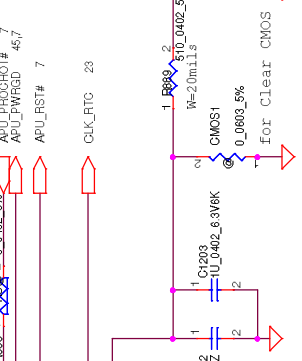 7
APU_PROCHOT#
45,7
APU_PWRGD
7
APU_RST#
23
CLK_RTC
2
R889
1
510_0402_5
W=20mils
CMOS1
0_0603_5%
for Clear CMOS
2
@
1
C1203
1U_0402_6.3V6K
1
2
1
2